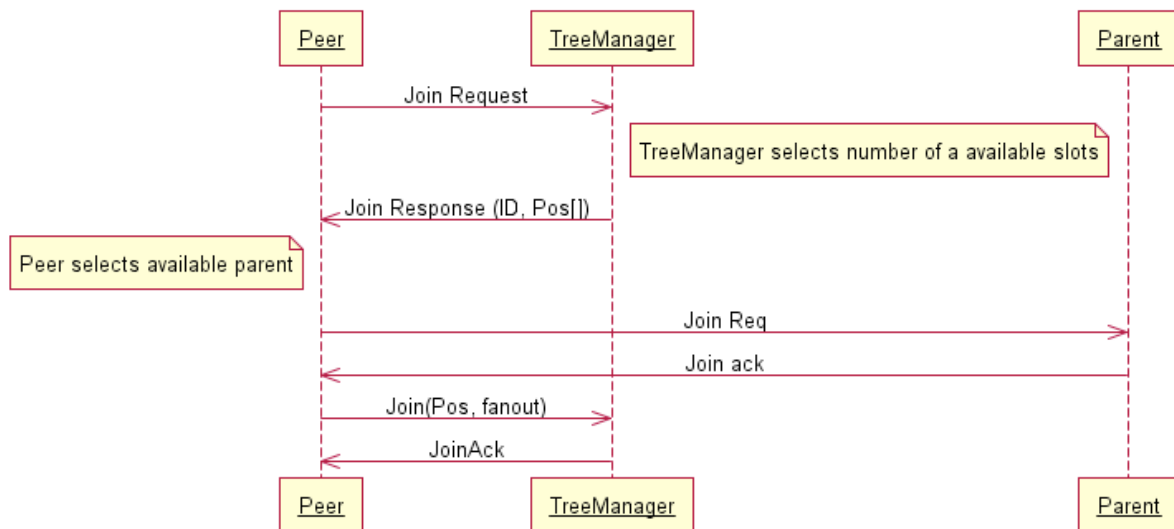 Peer
TreeManager
Parent
Join Request
TreeManager selects number of a available slots
Join Response (ID, Pos[])
Peer selects available parent
Join Req
Join ack
Join(Pos, fanout)
JoinAck
Peer
TreeManager
Parent